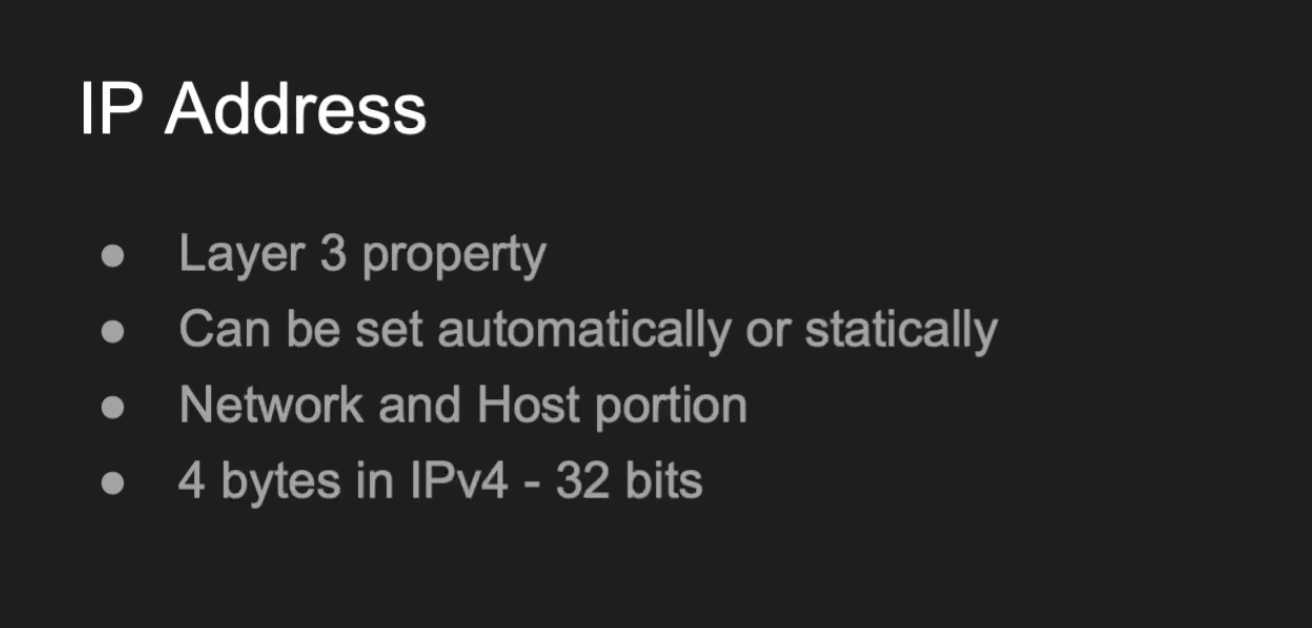 IP Address
● Layer 3 property
● Can be set automatically or statically
● Network and Host portion
● 4 bytes in IPv4 - 32 bits